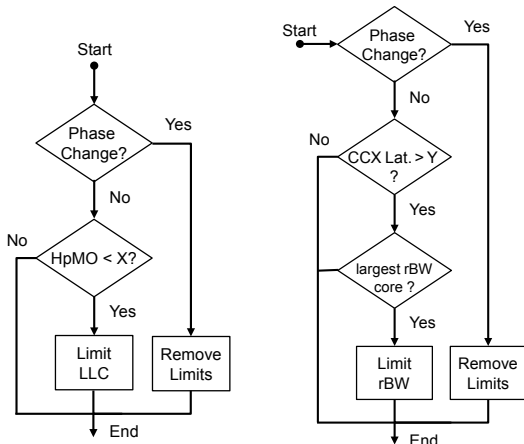 Start
Phase
Change?
Yes
No
HpMO < X?
No
Yes
Limit
LLC
Remove
Limits
End
Start
Phase
Change?
Yes
No
CCX Lat. > Y
?
No
Yes
largest rBW
core ?
Yes
Limit
rBW
Remove
Limits
End